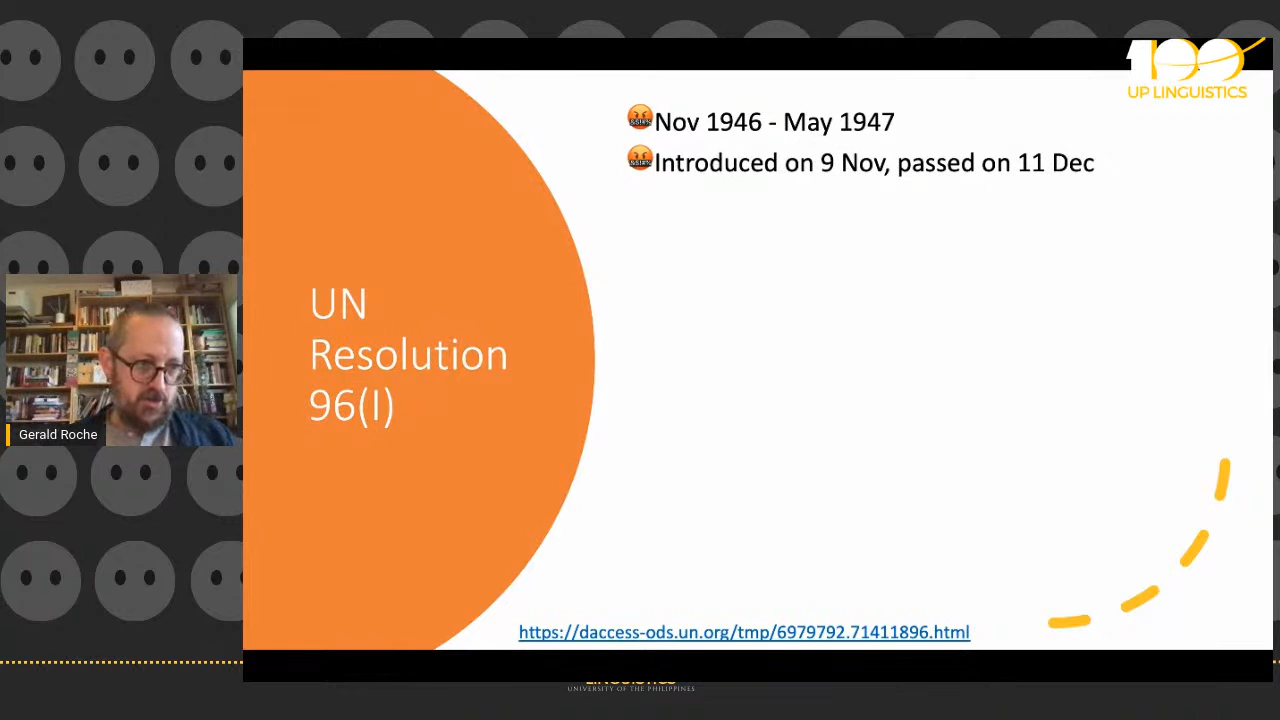 100
UP LINGUISTICS
Nov 1946 - May 1947
Introduced on 9 Nov, passed on 11 Dec
UN
Resolution
96(I)
Gerald Roche
https://daccess-ods.un.org/tmp/6979792.71411896.html
LINGUISTICS
UNIVERSITY OF THE PHILIPPINES